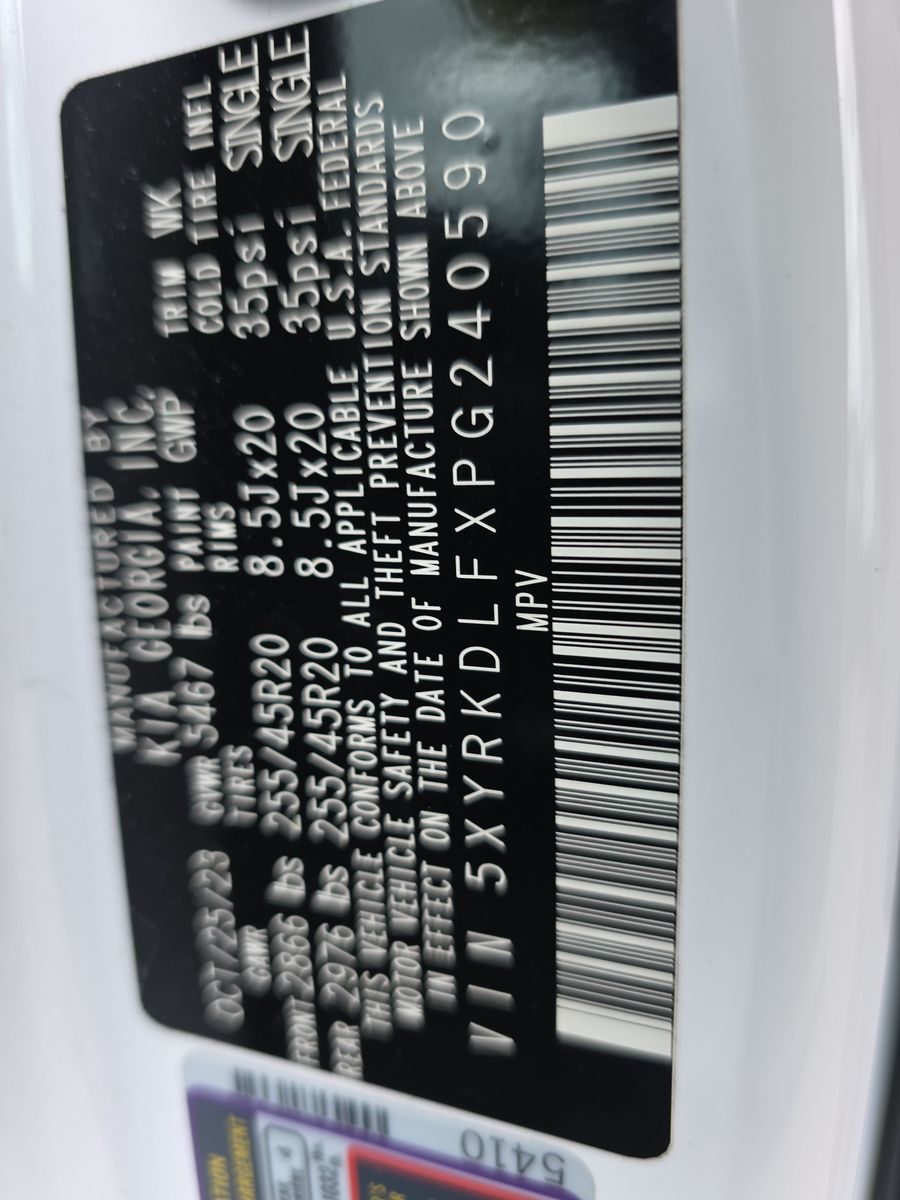 MANUFACTURED BY
KIA GEORGIA, INC.
OCT/25/23 GVWR 5467 lbs PAINT GWP TRIM WK
GAWR TIRES RIMS COLD TIRE INFL
FRONT 2866 lbs 255/45R20 8.5Jx20 35psi SINGLE
REAR 2976 lbs 255/45R20 8.5Jx20 35psi SINGLE
THIS VEHICLE CONFORMS TO ALL APPLICABLE U.S.A. FEDERAL
MOTOR VEHICLE SAFETY AND THEFT PREVENTION STANDARDS
IN EFFECT ON THE DATE OF MANUFACTURE SHOWN ABOVE
VIN 5XYRKDLFXPG240590
MPV
5410